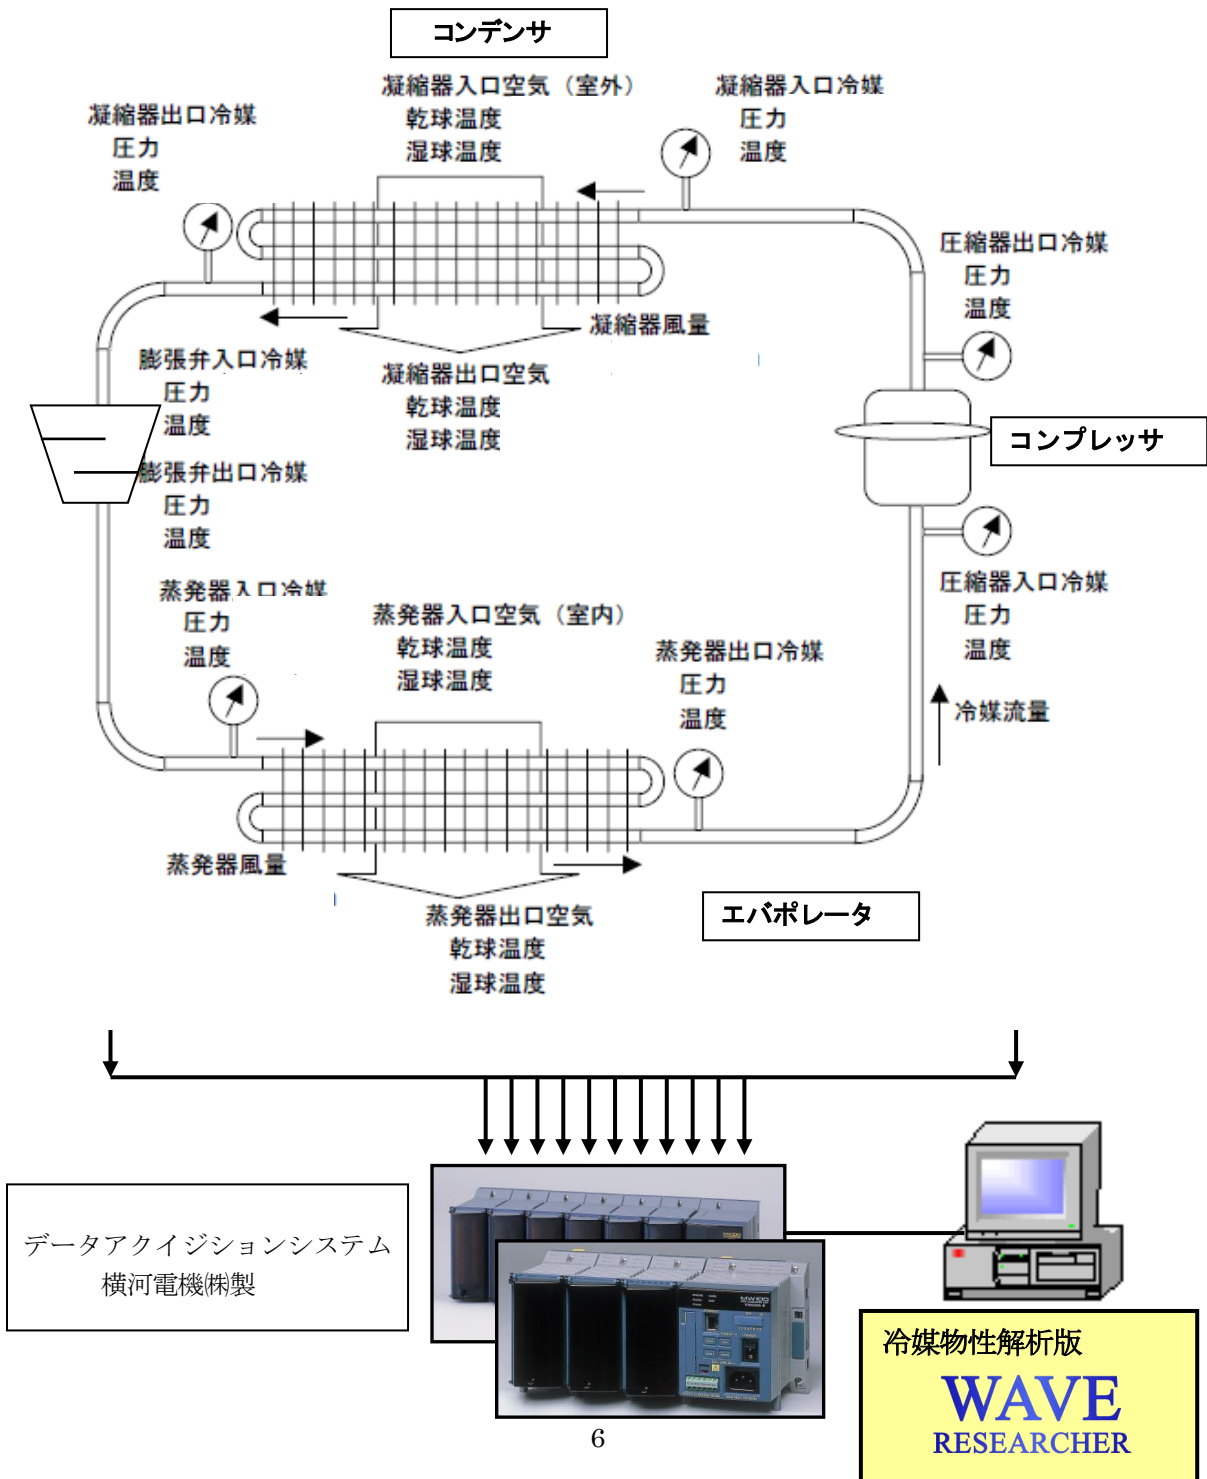 コンデンサ
凝縮器入口空気（室外）
乾球温度
湿球温度
凝縮器入口冷媒
圧力
温度
凝縮器出口冷媒
圧力
温度
圧縮器出口冷媒
圧力
温度
凝縮器風量
膨張弁入口冷媒
圧力
温度
凝縮器出口空気
乾球温度
湿球温度
コンプレッサ
膨張弁出口冷媒
圧力
温度
圧縮器入口冷媒
圧力
温度
蒸発器入口冷媒
圧力
温度
蒸発器入口空気（室内）
乾球温度
湿球温度
蒸発器出口冷媒
圧力
温度
冷媒流量
蒸発器風量
エバポレータ
蒸発器出口空気
乾球温度
湿球温度
データアクイジションシステム
横河電機㈱製
MW100
冷媒物性解析版
WAVE
RESEARCHER
6